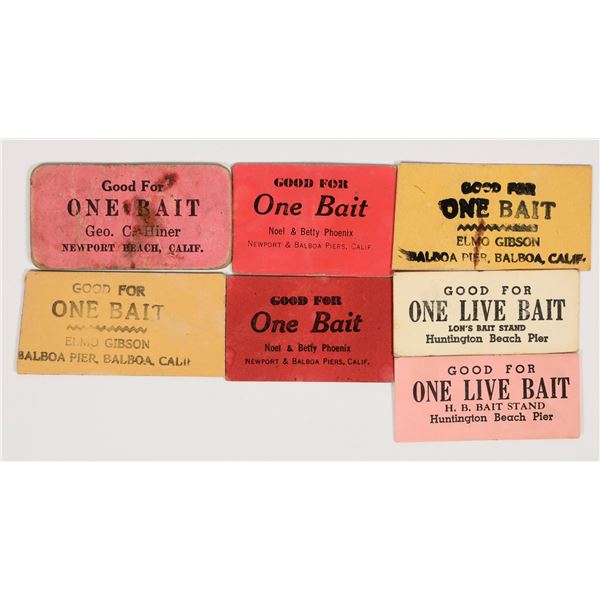 Good For
ONE BAIT
Geo. C. Hiner
NEWPORT BEACH, CALIF.
GOOD FOR
One Bait
Noel & Betty Phoenix
NEWPORT & BALBOA PIERS, CALIF
GOOD FOR
ONE BAIT
ELMO GIBSON
BALBOA PIER, BALBOA, CALIF.
GOOD FOR
ONE BAIT
ELMO GIBSON
BALBOA PIER, BALBOA, CALIF
GOOD FOR
One Bait
Noel & Betty Phoenix
NEWPORT & BALBOA PIERS, CALIF.
GOOD FOR
ONE LIVE BAIT
LON'S BAIT STAND
Huntington Beach Pier
GOOD FOR
ONE LIVE BAIT
H. B. BAIT STAND
Huntington Beach Pier